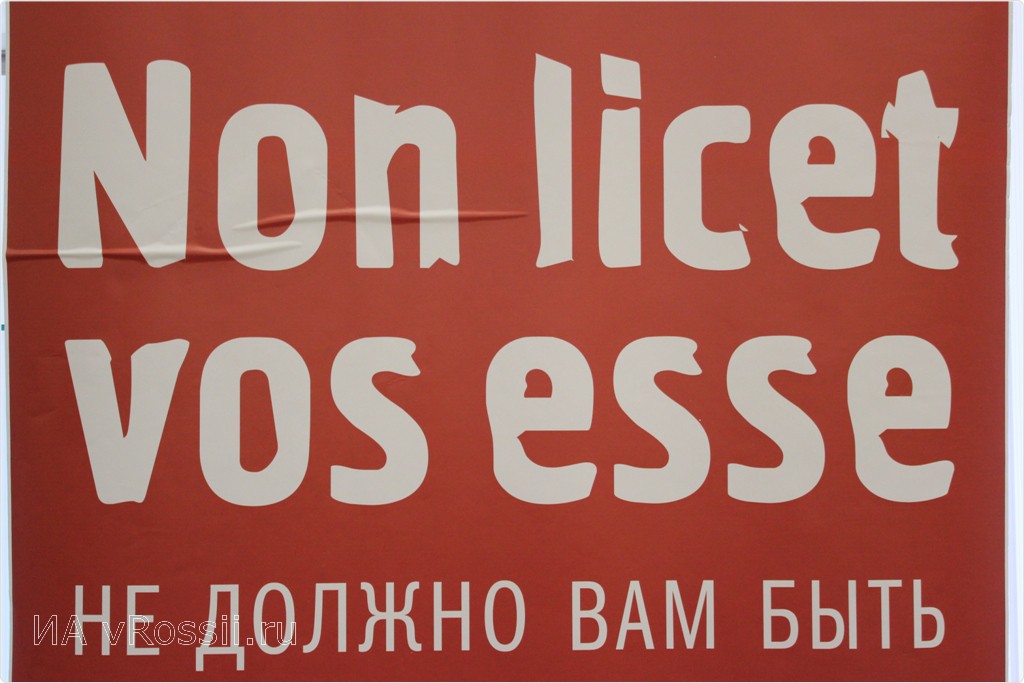 Non licet
vos esse
НЕ ДОЛЖНО ВАМ БЫТЬ
ИА vRossii.ru